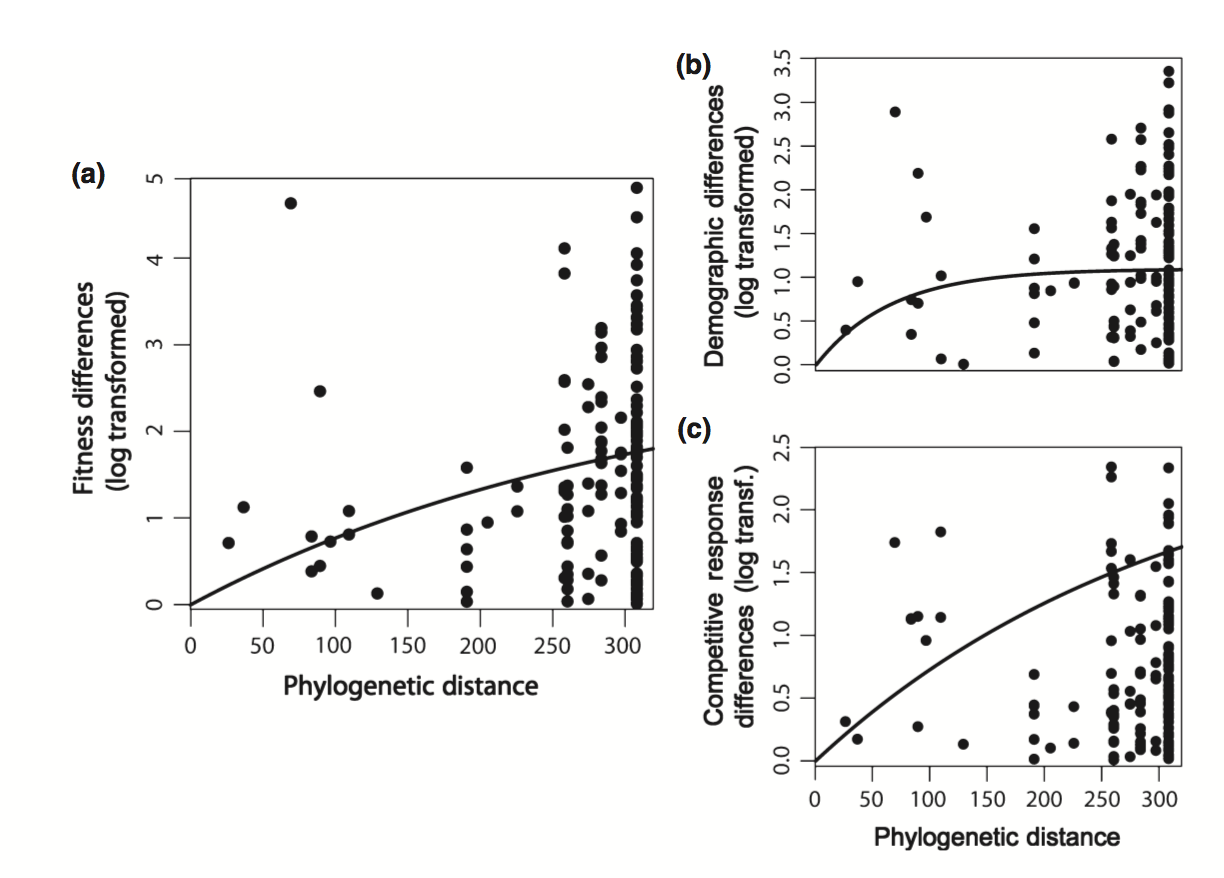 (a)
Fitness differences
(log transformed)
5
4
3
2
1
0
0 50 100 150 200 250 300
Phylogenetic distance
(b)
Demographic differences
(log transformed)
3.5
3.0
2.5
2.0
1.5
1.0
0.5
0.0
(c)
Competitive response
differences (log transf.)
2.5
2.0
1.5
1.0
0.5
0.0
0 50 100 150 200 250 300
Phylogenetic distance